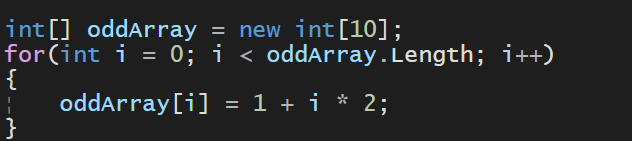 int[] oddArray = new int[10];
for(int i = 0; i < oddArray.Length; i++)
{
    oddArray[i] = 1 + i * 2;
}